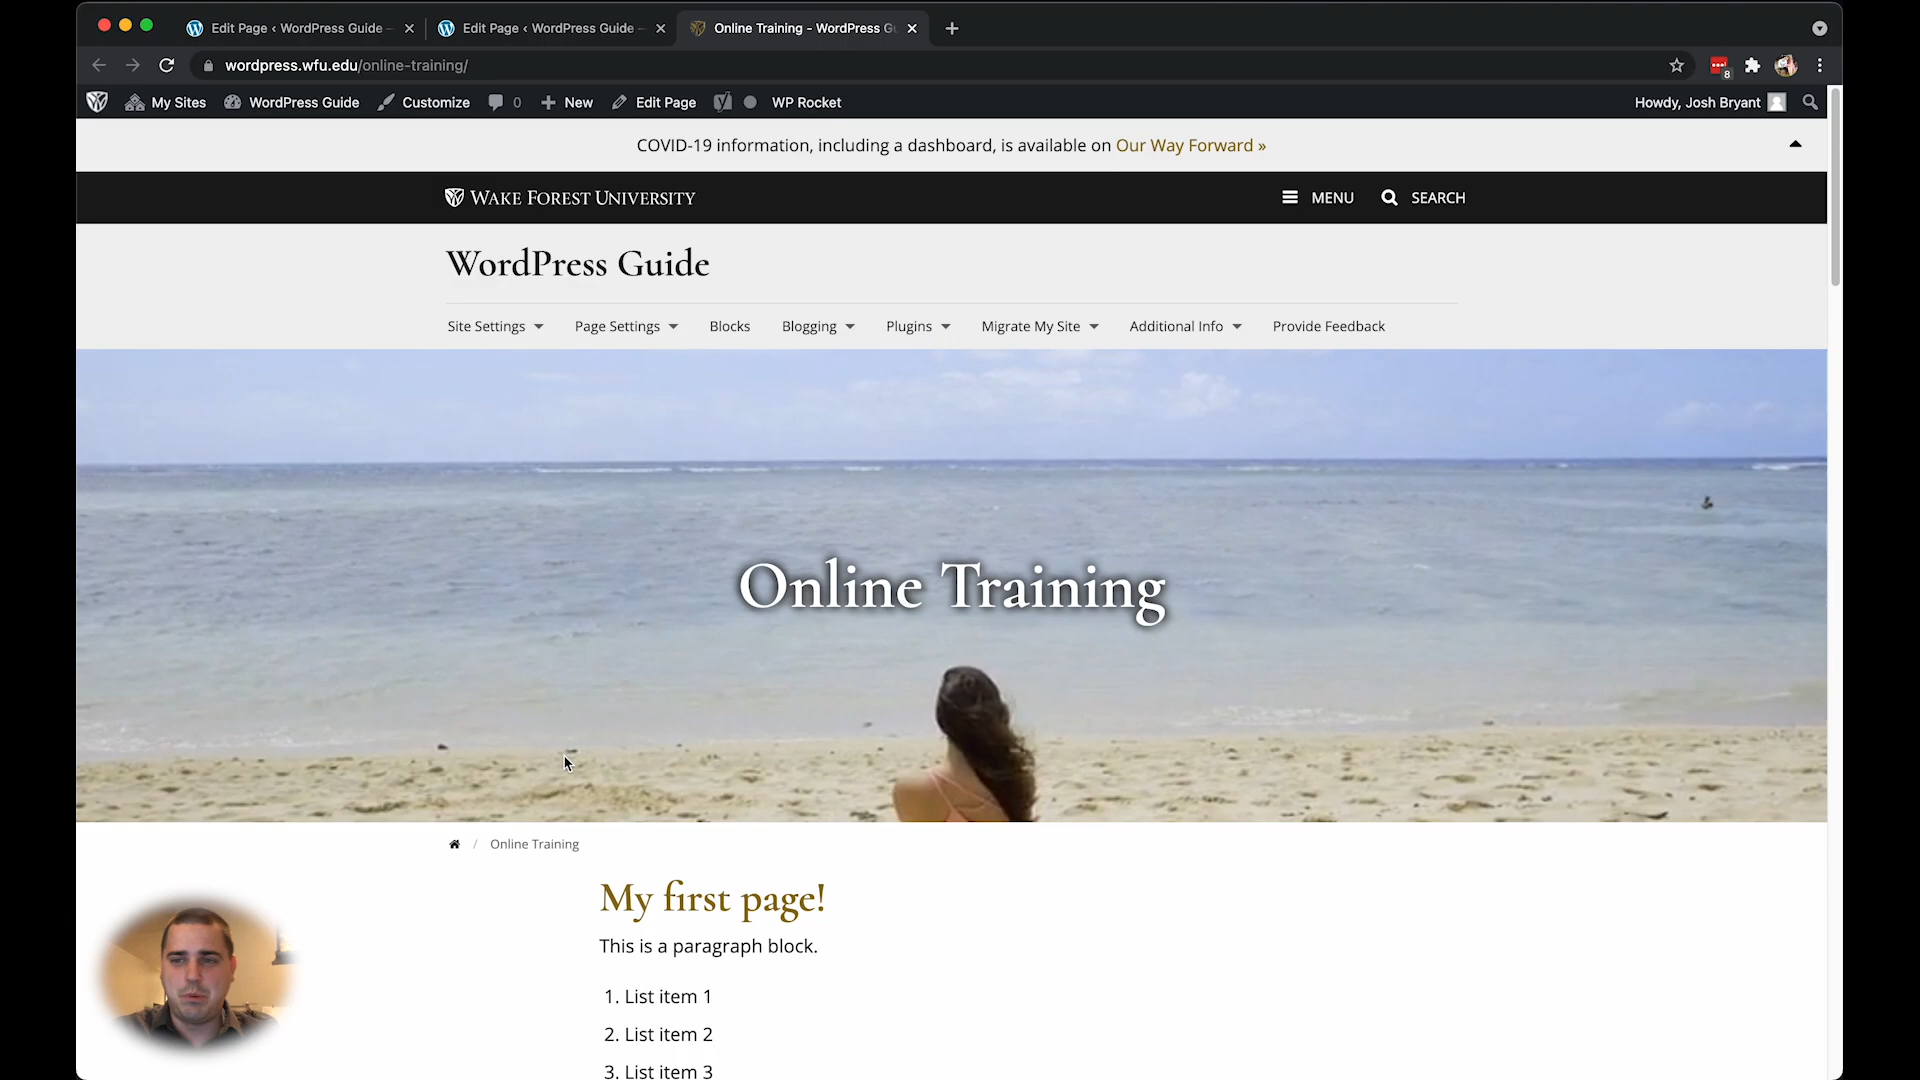 Edit Page ‹ WordPress Guide –
Edit Page ‹ WordPress Guide –
Online Training - WordPress G
wordpress.wfu.edu/online-training/
8
My Sites
WordPress Guide
Customize
0
New
Edit Page
WP Rocket
Howdy, Josh Bryant
COVID-19 information, including a dashboard, is available on Our Way Forward »
WAKE FOREST UNIVERSITY
MENU
SEARCH
WordPress Guide
Site Settings
Page Settings
Blocks
Blogging
Plugins
Migrate My Site
Additional Info
Provide Feedback
Online Training
/ Online Training
My first page!
This is a paragraph block.
1. List item 1
2. List item 2
3. List item 3